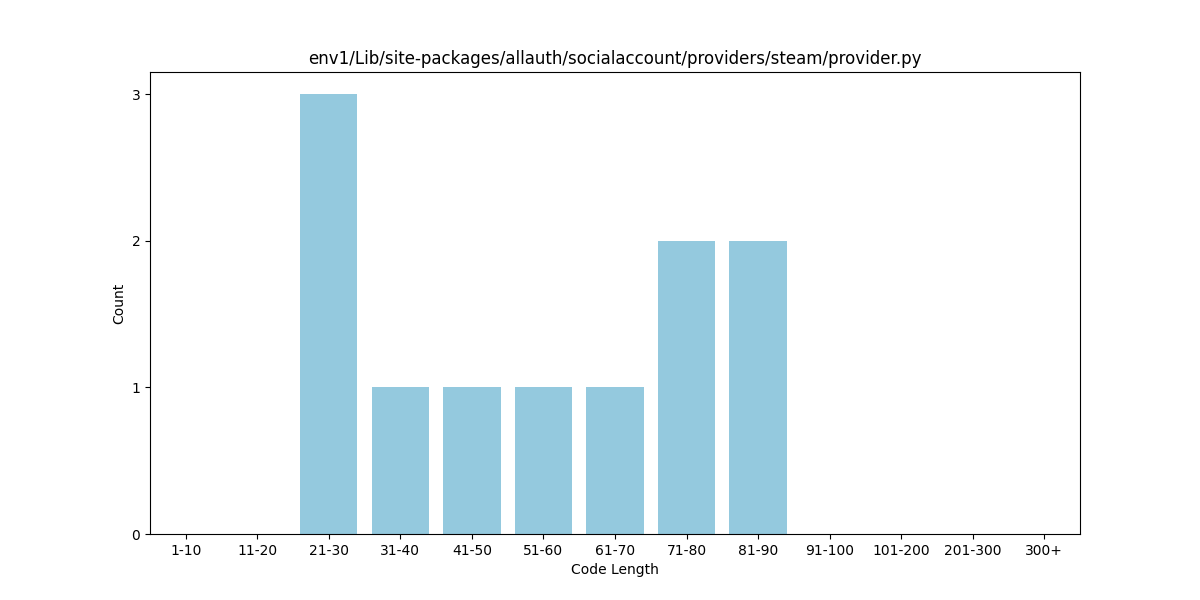 env1/Lib/site-packages/allauth/socialaccount/providers/steam/provider.py
3
2
1
0
Count
1-10 11-20 21-30 31-40 41-50 51-60 61-70 71-80 81-90 91-100 101-200 201-300 300+
Code Length